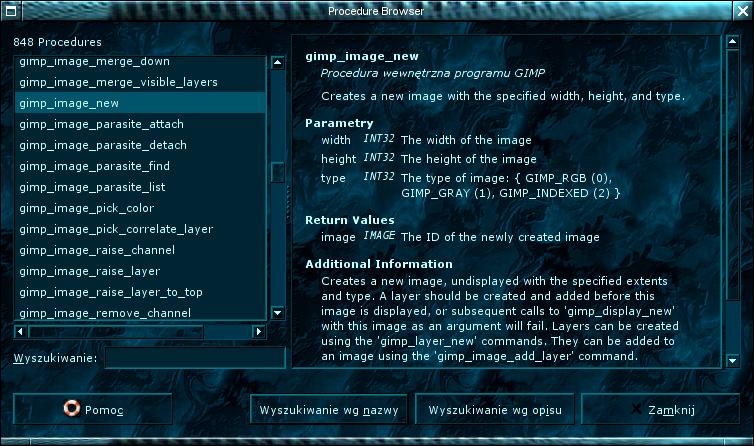 Procedure Browser
848 Procedures
gimp_image_merge_down
gimp_image_merge_visible_layers
gimp_image_new
gimp_image_parasite_attach
gimp_image_parasite_detach
gimp_image_parasite_find
gimp_image_parasite_list
gimp_image_pick_color
gimp_image_pick_correlate_layer
gimp_image_raise_channel
gimp_image_raise_layer
gimp_image_raise_layer_to_top
gimp_image_remove_channel
Wyszukiwanie:
gimp_image_new
Procedura wewnętrzna programu GIMP
Creates a new image with the specified width, height, and type.
Parametry
width INT32 The width of the image
height INT32 The height of the image
type INT32 The type of image: { GIMP_RGB (0),
GIMP_GRAY (1), GIMP_INDEXED (2) }
Return Values
image IMAGE The ID of the newly created image
Additional Information
Creates a new image, undisplayed with the specified extents
and type. A layer should be created and added before this
image is displayed, or subsequent calls to 'gimp_display_new'
with this image as an argument will fail. Layers can be created
using the 'gimp_layer_new' commands. They can be added to
an image using the 'gimp_image_add_layer' command.
Pomoc
Wyszukiwanie wg nazwy
Wyszukiwanie wg opisu
Zamknij